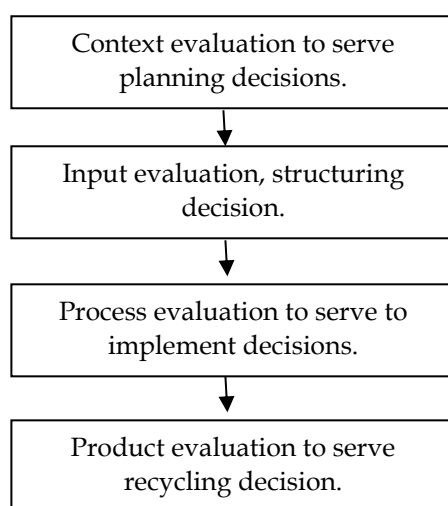 Context evaluation to serve
planning decisions.
Input evaluation, structuring
decision.
Process evaluation to serve to
implement decisions.
Product evaluation to serve
recycling decision.